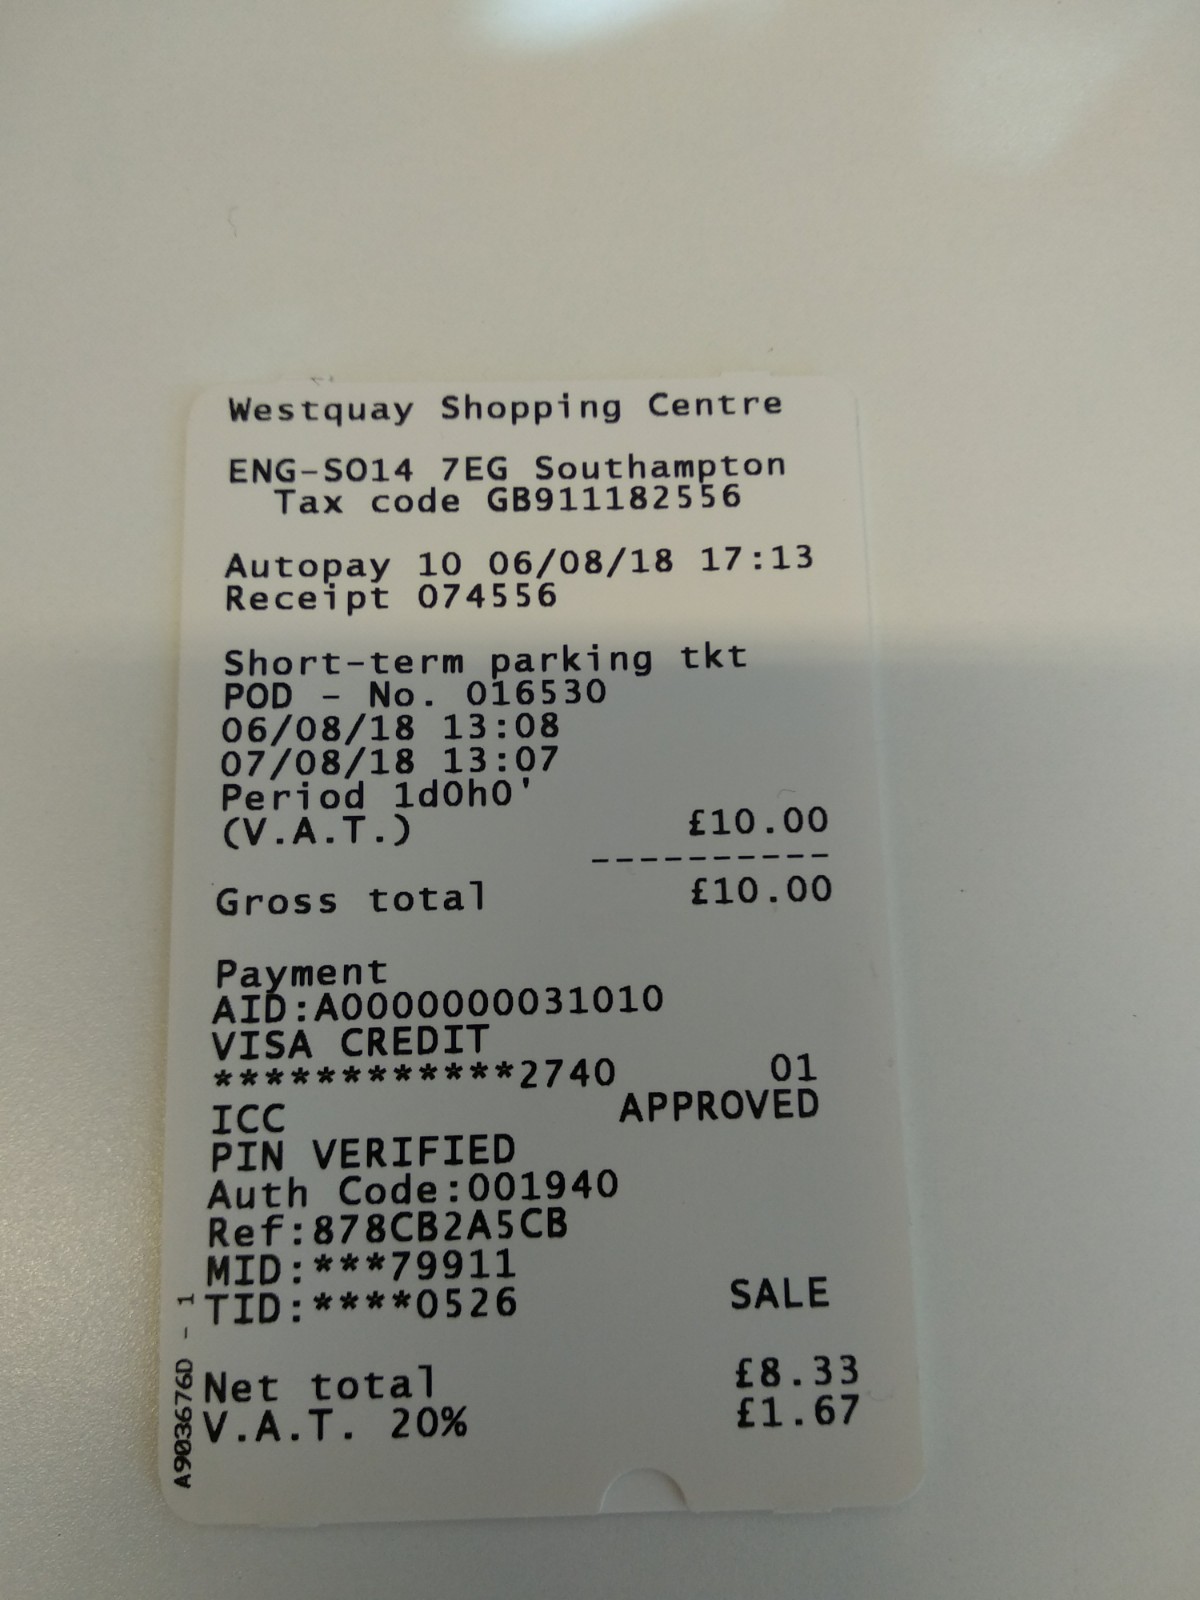 Westquay Shopping Centre
ENG-SO14 7EG Southampton
Tax code GB911182556
Autopay 10 06/08/18 17:13
Receipt 074556
Short-term parking tkt
POD - No. 016530
06/08/18 13:08
07/08/18 13:07
Period 1d0h0'
(V.A.T.) £10.00
----------
Gross total £10.00
Payment
AID:A0000000031010
VISA CREDIT
************2740 01
ICC APPROVED
PIN VERIFIED
Auth Code:001940
Ref:878CB2A5CB
MID:***79911
TID:****0526 SALE
Net total £8.33
V.A.T. 20% £1.67
A903676D - 1